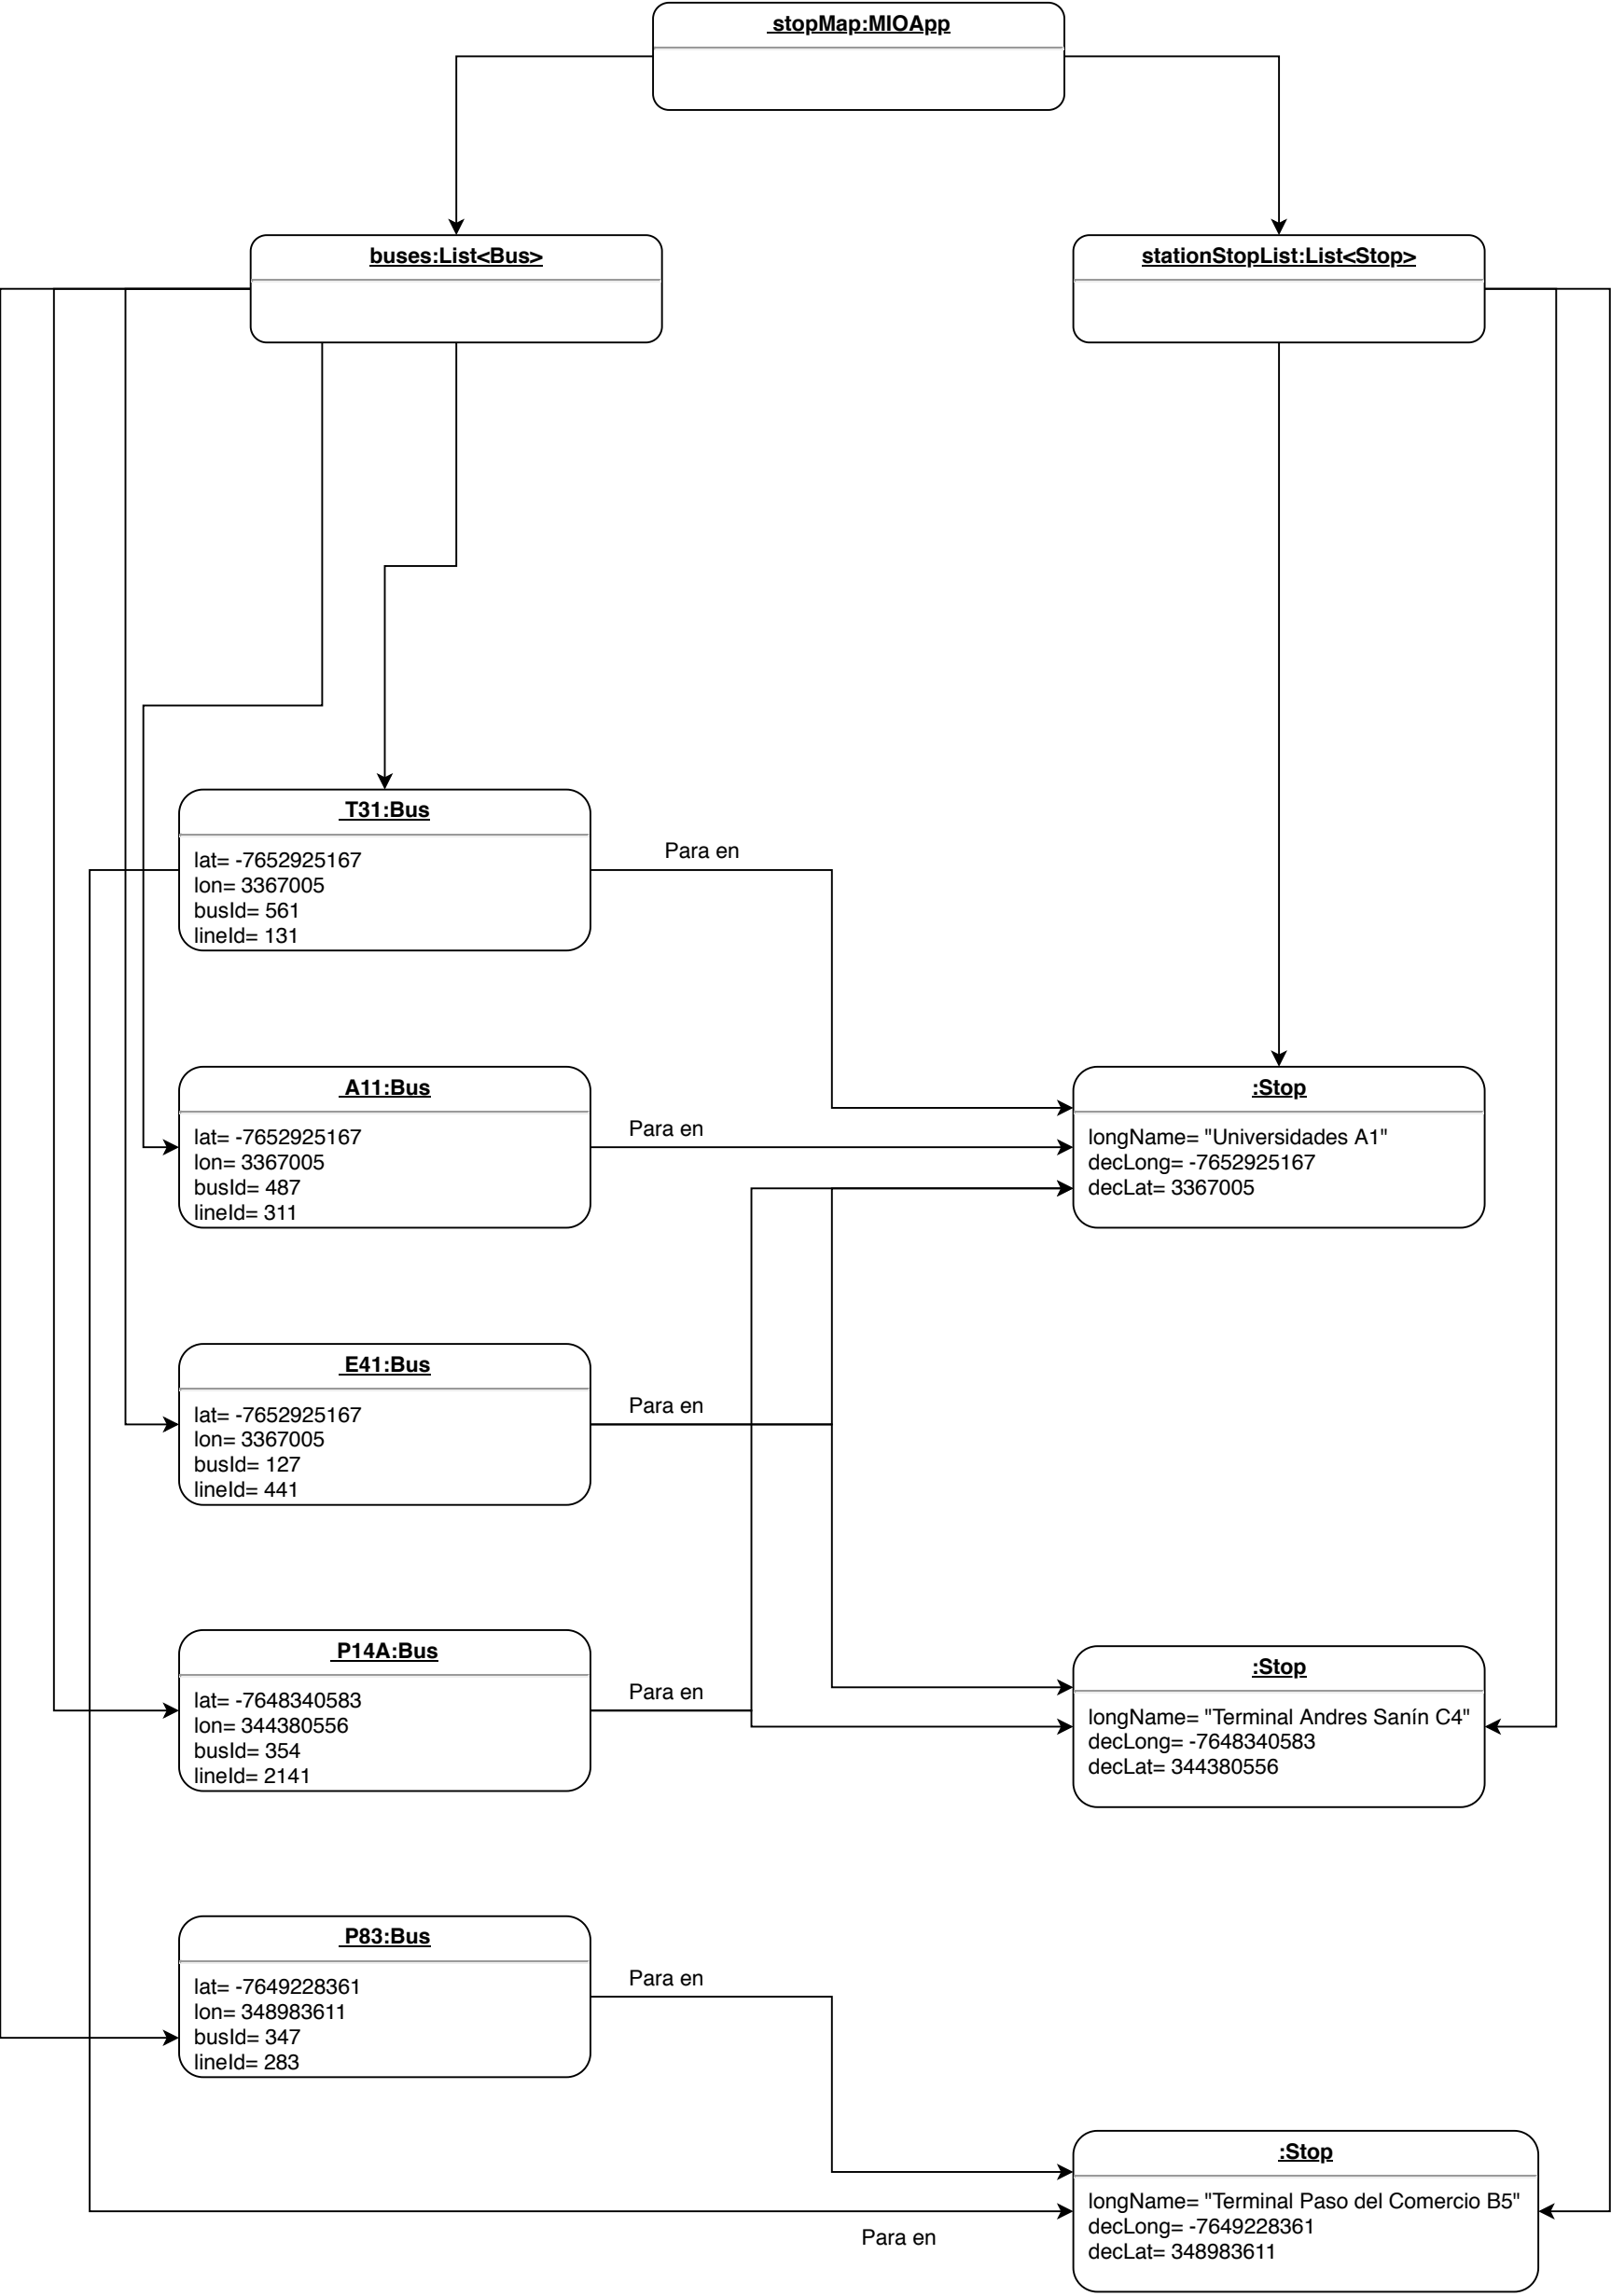 stopMap:MIOApp
buses:List<Bus>
stationStopList:List<Stop>
T31:Bus
lat= -7652925167
lon= 3367005
busId= 561
lineId= 131
Para en
A11:Bus
lat= -7652925167
lon= 3367005
busId= 487
lineId= 311
Para en
:Stop
longName= "Universidades A1"
decLong= -7652925167
decLat= 3367005
E41:Bus
lat= -7652925167
lon= 3367005
busId= 127
lineId= 441
Para en
P14A:Bus
lat= -7648340583
lon= 344380556
busId= 354
lineId= 2141
Para en
:Stop
longName= "Terminal Andres Sanín C4"
decLong= -7648340583
decLat= 344380556
P83:Bus
lat= -7649228361
lon= 348983611
busId= 347
lineId= 283
Para en
:Stop
longName= "Terminal Paso del Comercio B5"
decLong= -7649228361
decLat= 348983611
Para en